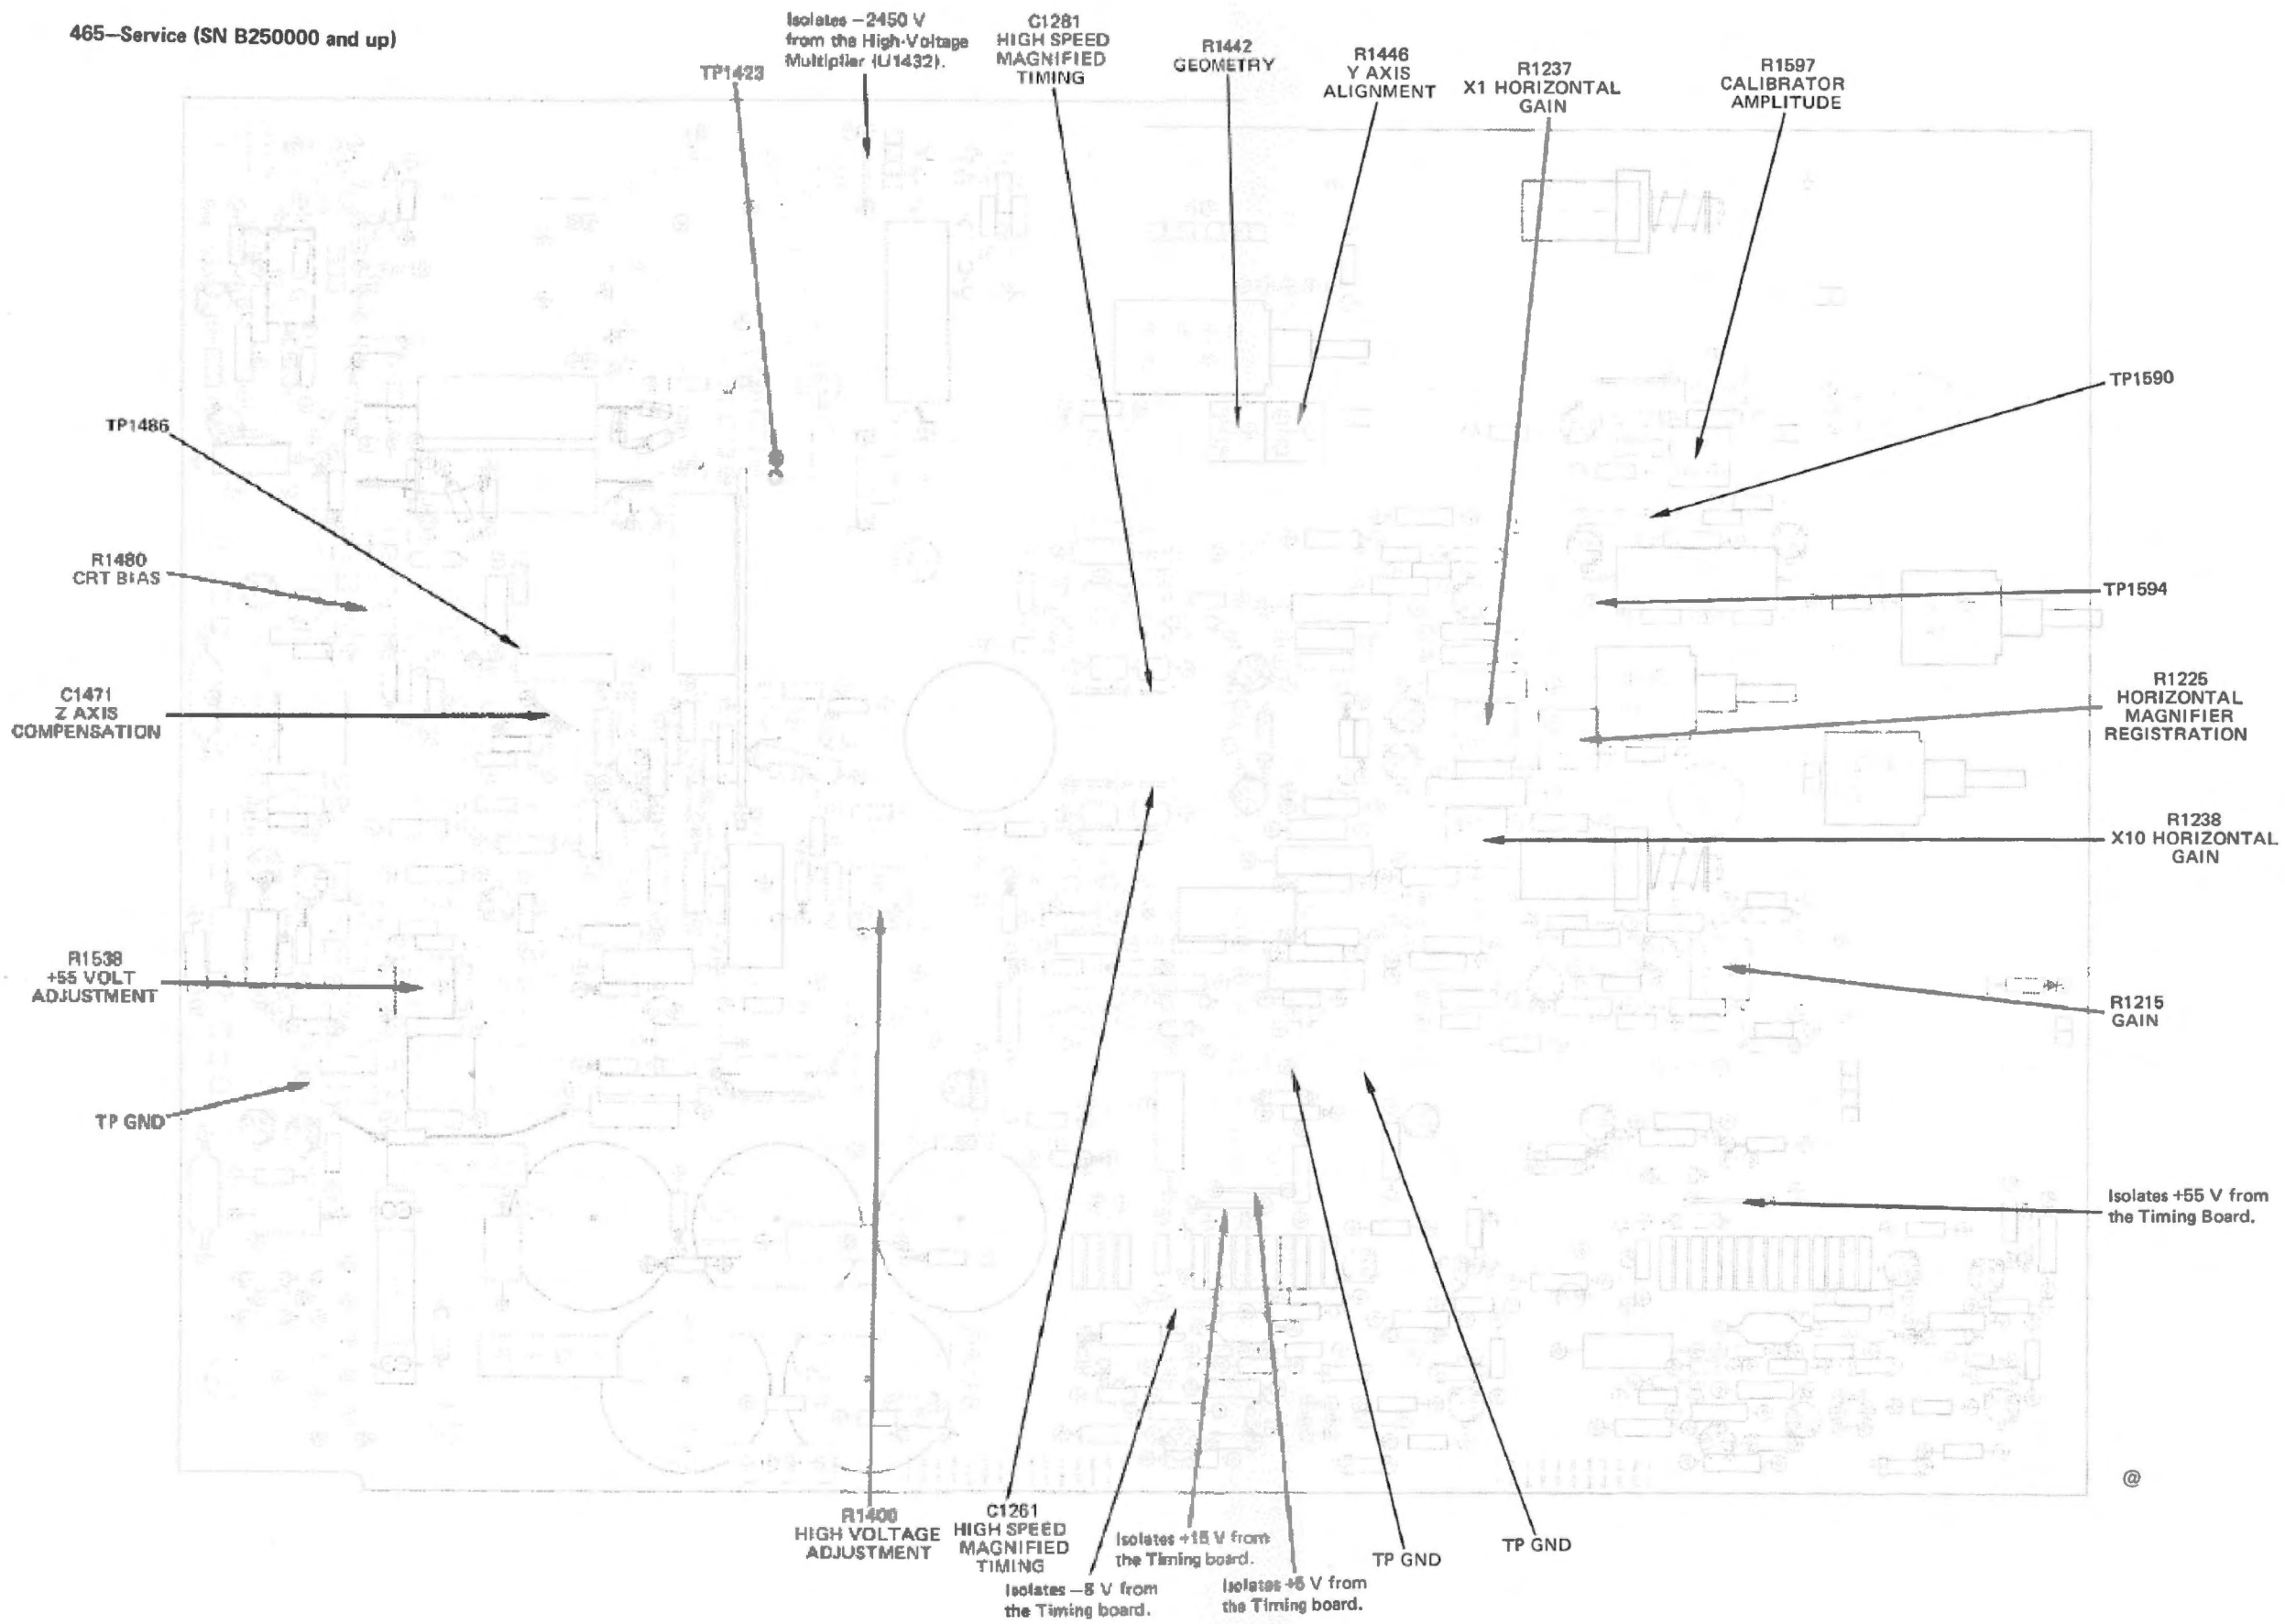 465—Service (SN B250000 and up)
TP1423
Isolates −2450 V
from the High-Voltage
Multiplier (U1432).
C1281
HIGH SPEED
MAGNIFIED
TIMING
R1442
GEOMETRY
R1446
Y AXIS
ALIGNMENT
R1237
X1 HORIZONTAL
GAIN
R1597
CALIBRATOR
AMPLITUDE
TP1486
R1480
CRT BIAS
C1471
Z AXIS
COMPENSATION
R1538
+55 VOLT
ADJUSTMENT
TP GND
TP1590
TP1594
R1225
HORIZONTAL
MAGNIFIER
REGISTRATION
R1238
X10 HORIZONTAL
GAIN
R1215
GAIN
Isolates +55 V from
the Timing Board.
@
R1400
HIGH VOLTAGE
ADJUSTMENT
C1261
HIGH SPEED
MAGNIFIED
TIMING
Isolates −8 V from
the Timing board.
Isolates +15 V from
the Timing board.
Isolates +5 V from
the Timing board.
TP GND
TP GND